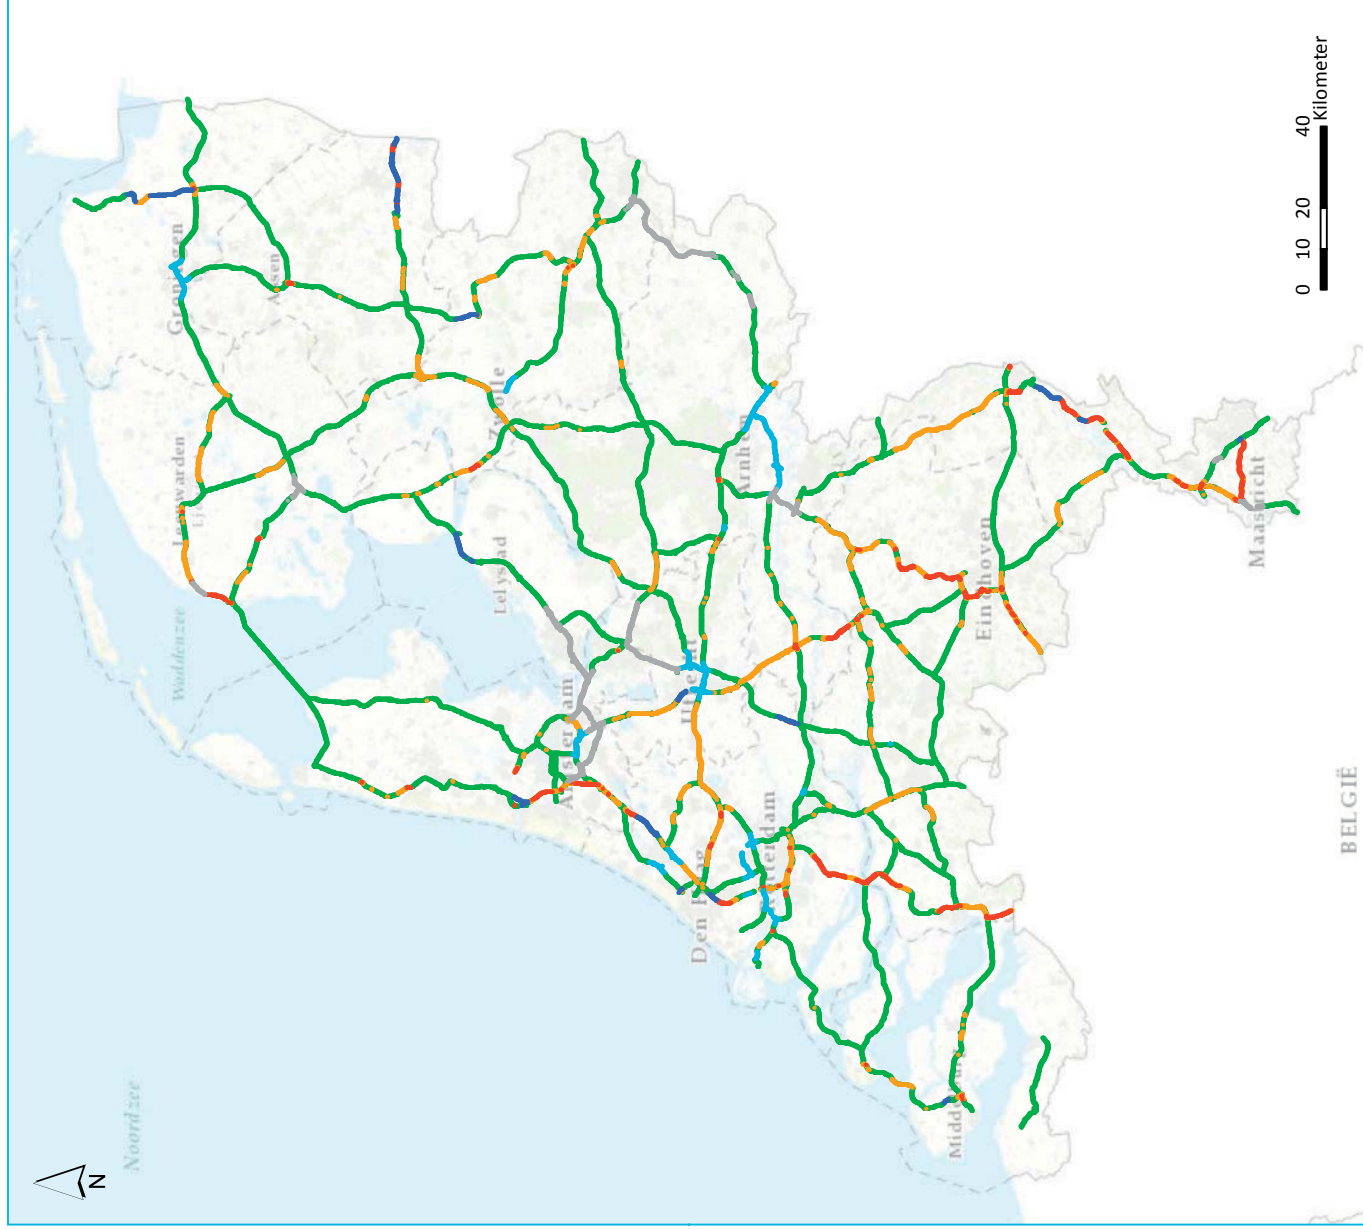 N
Noordzee
Waddenzee
Groningen
Leeuwarden
Assen
Lelystad
Amsterdam
Utrecht
Den Haag
Rotterdam
Arnhem
Middelburg
Eindhoven
Maastricht
BELGIË
0 10 20 40
Kilometer